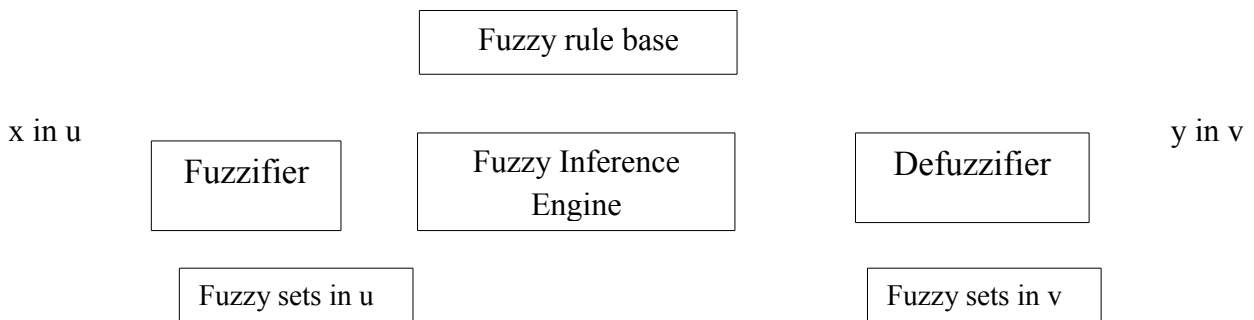 Fuzzy rule base
x in u
y in v
Fuzzifier
Fuzzy Inference
Engine
Defuzzifier
Fuzzy sets in u
Fuzzy sets in v